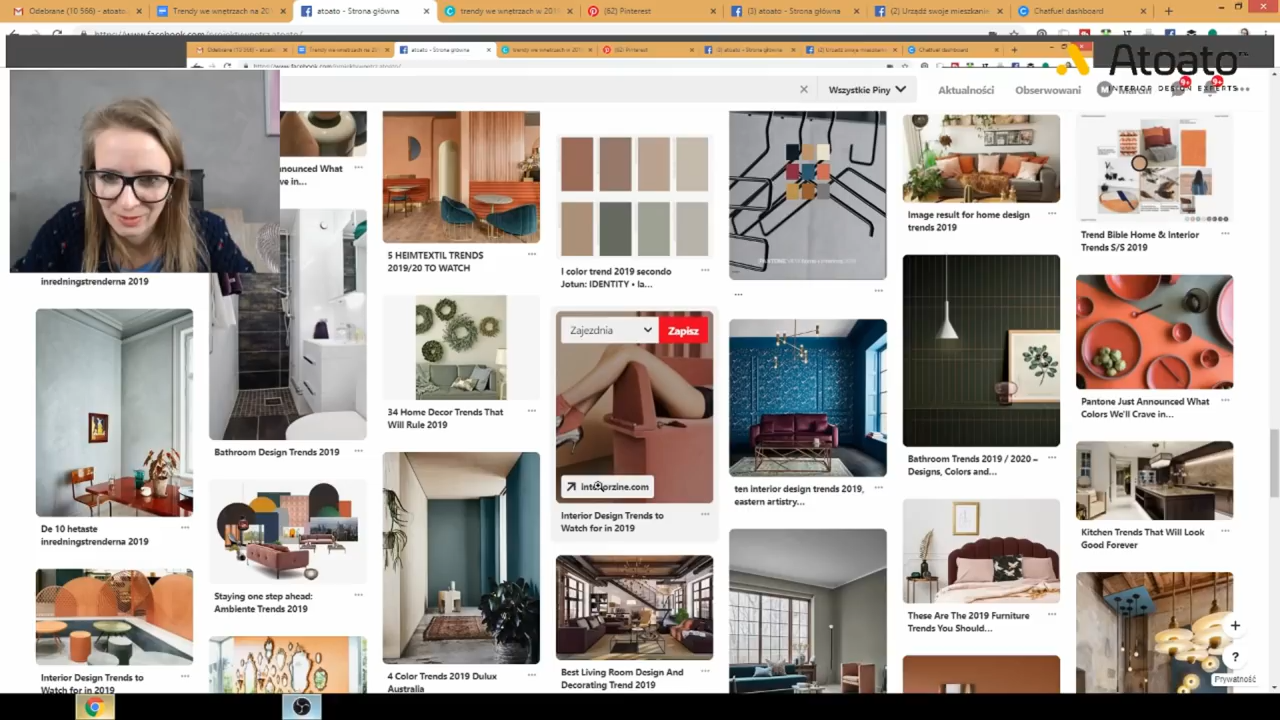 Odebrane (10 566) - atoato
Trendy we wnętrzach na 20
atoato - Strona główna
trendy we wnętrzach w 201
(62) Pinterest
(3) atoato - Strona główna
(2) Urządź swoje mieszkanie
Chatfuel dashboard
Atoato
INTERIOR DESIGN EXPERTS
Wszystkie Piny
Aktualności
Obserwowani
9+
9+
nounced What
ve in...
5 HEIMTEXTIL TRENDS
2019/20 TO WATCH
I color trend 2019 secondo
Jotun: IDENTITY • la...
...
Image result for home design
trends 2019
Trend Bible Home & Interior
Trends S/S 2019
inredningstrenderna 2019
Zajezdnia
Zapisz
Bathroom Design Trends 2019
34 Home Decor Trends That
Will Rule 2019
Interior Design Trends to
Watch for in 2019
ten interior design trends 2019,
eastern artistry...
Bathroom Trends 2019 / 2020 –
Designs, Colors and...
Pantone Just Announced What
Colors We'll Crave in...
De 10 hetaste
inredningstrenderna 2019
Staying one step ahead:
Ambiente Trends 2019
Kitchen Trends That Will Look
Good Forever
These Are The 2019 Furniture
Trends You Should...
Interior Design Trends to
Watch for in 2019
4 Color Trends 2019 Dulux
Australia
Best Living Room Design And
Decorating Trend 2019
+
?
Prywatność